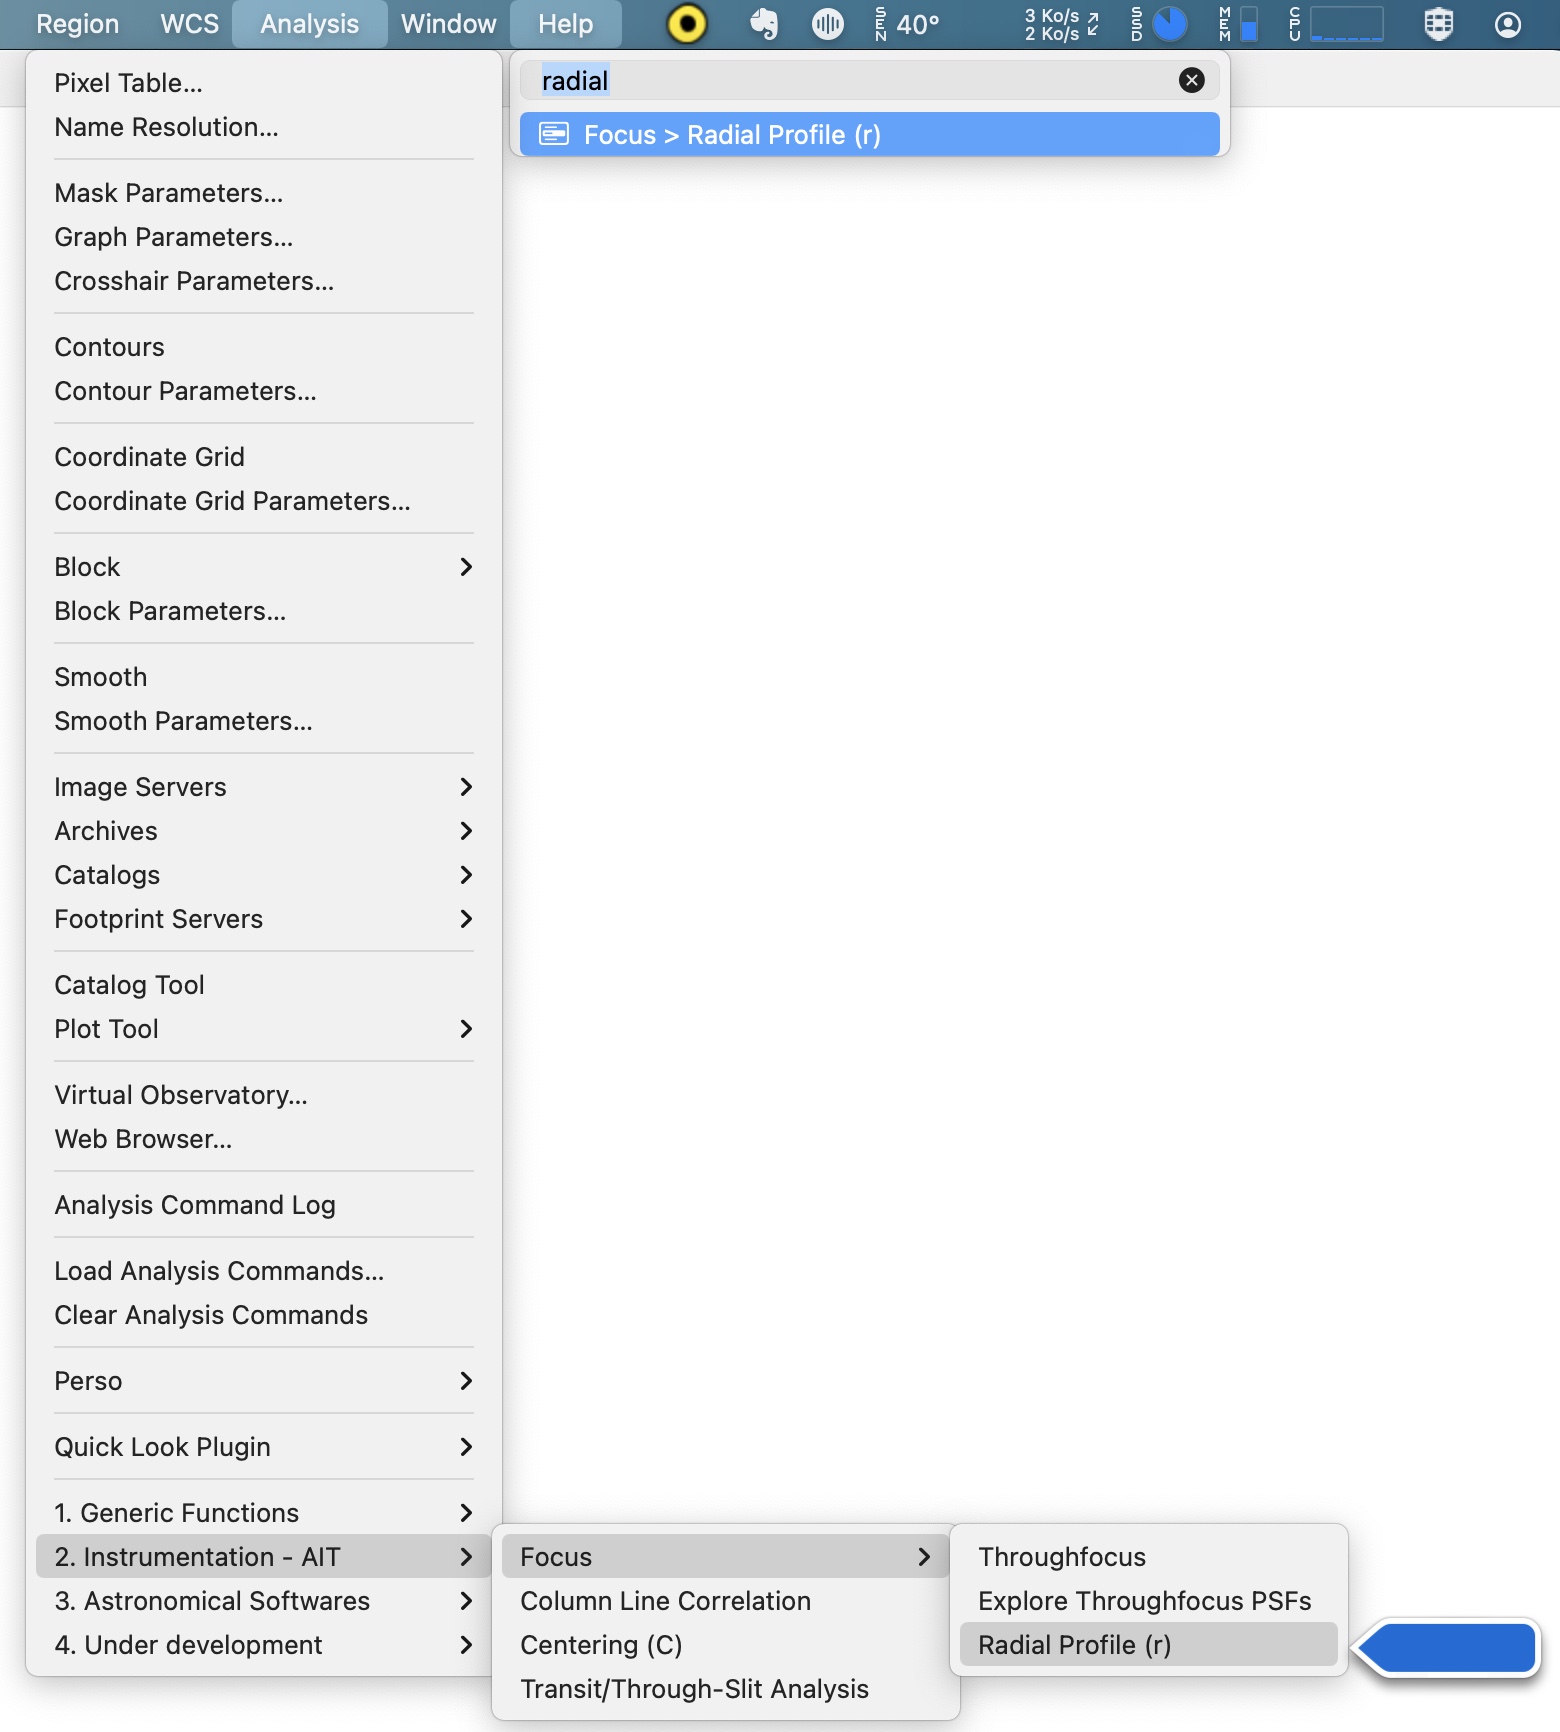 Region WCS Analysis Window Help SEN 40° 3 Ko/s 2 Ko/s SSD MEM CPU
radial
Focus > Radial Profile (r)
Pixel Table...
Name Resolution...
Mask Parameters...
Graph Parameters...
Crosshair Parameters...
Contours
Contour Parameters...
Coordinate Grid
Coordinate Grid Parameters...
Block
Block Parameters...
Smooth
Smooth Parameters...
Image Servers
Archives
Catalogs
Footprint Servers
Catalog Tool
Plot Tool
Virtual Observatory...
Web Browser...
Analysis Command Log
Load Analysis Commands...
Clear Analysis Commands
Perso
Quick Look Plugin
1. Generic Functions
2. Instrumentation - AIT
3. Astronomical Softwares
4. Under development
Focus
Column Line Correlation
Centering (C)
Transit/Through-Slit Analysis
Throughfocus
Explore Throughfocus PSFs
Radial Profile (r)